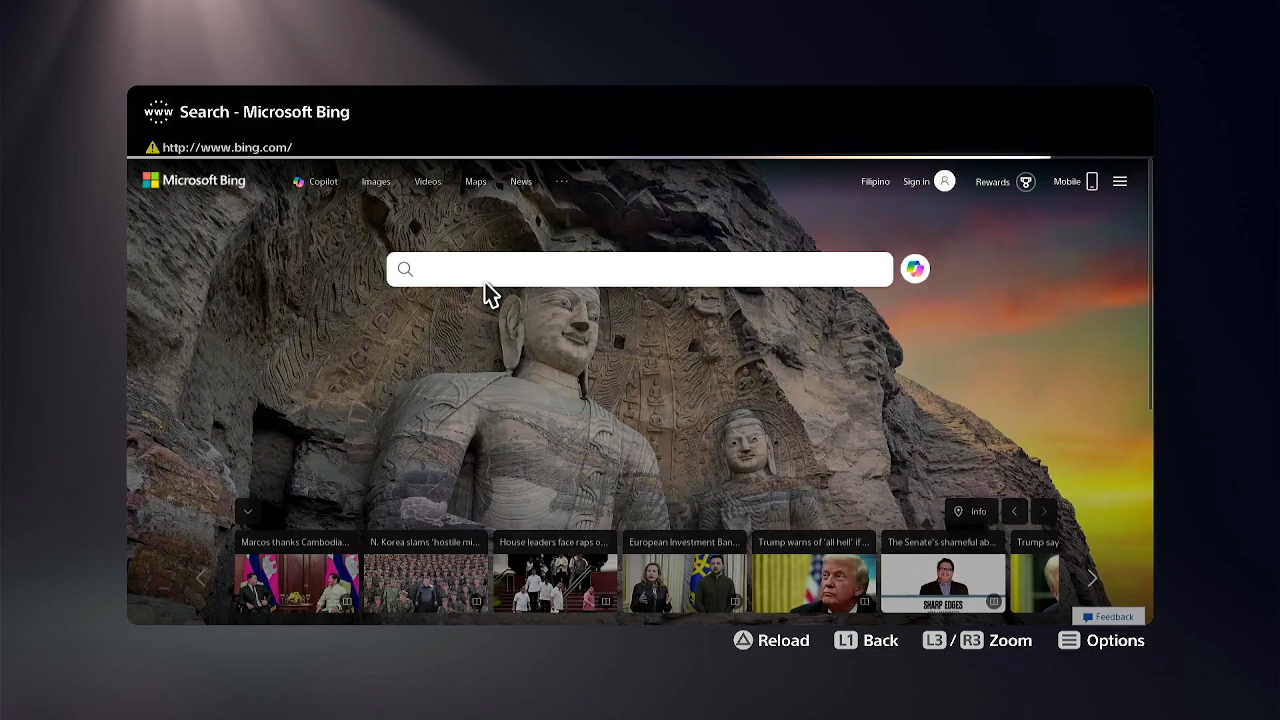 www Search - Microsoft Bing
http://www.bing.com/
Microsoft Bing Copilot Images Videos Maps News ... Filipino Sign in Rewards Mobile
Info
Marcos thanks Cambodia... N. Korea slams 'hostile mi... House leaders face raps o... European Investment Ban... Trump warns of 'all hell' if ... The Senate's shameful ab... Trump say
SHARP EDGES
Feedback
Reload L1 Back L3 / R3 Zoom Options